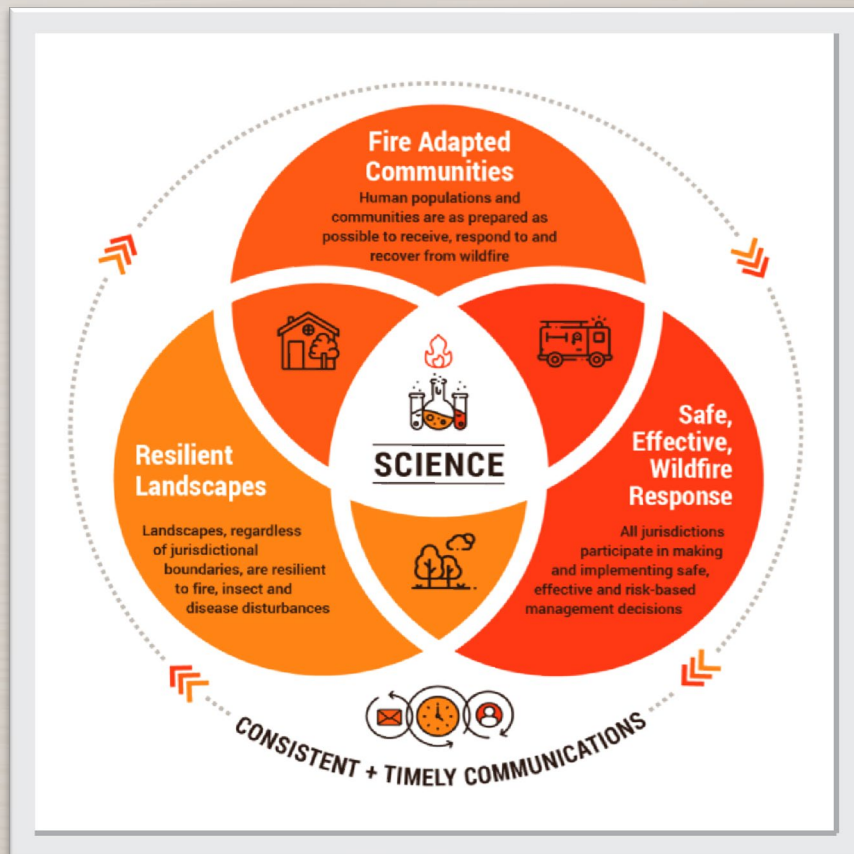 Fire Adapted
Communities
Human populations and
communities are as prepared as
possible to receive, respond to and
recover from wildfire
SCIENCE
Resilient
Landscapes
Landscapes, regardless
of jurisdictional
boundaries, are resilient
to fire, insect and
disease disturbances
Safe,
Effective,
Wildfire
Response
All jurisdictions
participate in making
and implementing safe,
effective and risk-based
management decisions
CONSISTENT + TIMELY COMMUNICATIONS